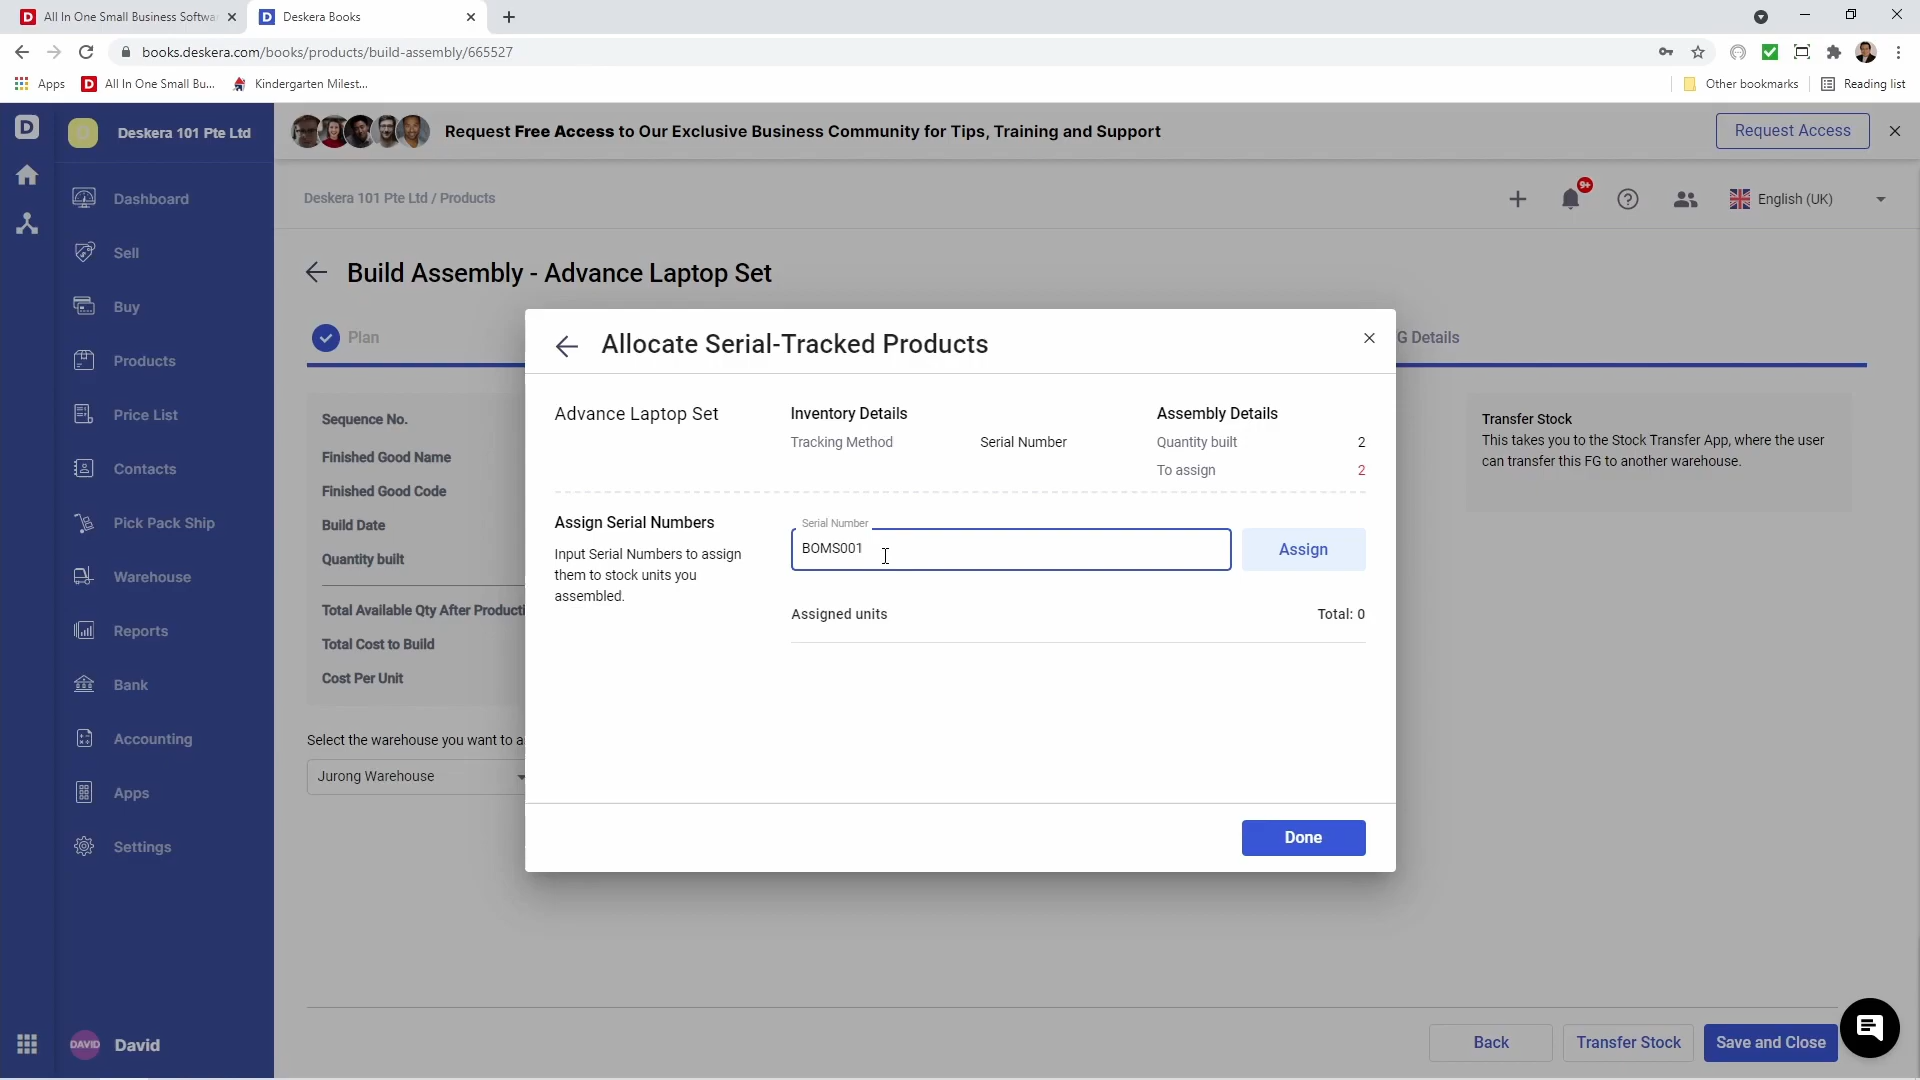 All In One Small Business Softwa
Deskera Books
books.deskera.com/books/products/build-assembly/665527
Apps
All In One Small Bu...
Kindergarten Milest...
Other bookmarks
Reading list
Deskera 101 Pte Ltd
Request Free Access to Our Exclusive Business Community for Tips, Training and Support
Request Access
Dashboard
Sell
Buy
Products
Price List
Contacts
Pick Pack Ship
Warehouse
Reports
Bank
Accounting
Apps
Settings
DAVID
David
Deskera 101 Pte Ltd / Products
9+
English (UK)
Build Assembly - Advance Laptop Set
Plan
G Details
Sequence No.
Finished Good Name
Finished Good Code
Build Date
Quantity built
Total Available Qty After Producti
Total Cost to Build
Cost Per Unit
Select the warehouse you want to a
Jurong Warehouse
Transfer Stock
This takes you to the Stock Transfer App, where the user
can transfer this FG to another warehouse.
Allocate Serial-Tracked Products
Advance Laptop Set
Inventory Details
Tracking Method Serial Number
Assembly Details
Quantity built 2
To assign 2
Assign Serial Numbers
Input Serial Numbers to assign
them to stock units you
assembled.
Serial Number
BOMS001
Assign
Assigned units
Total: 0
Done
Back
Transfer Stock
Save and Close